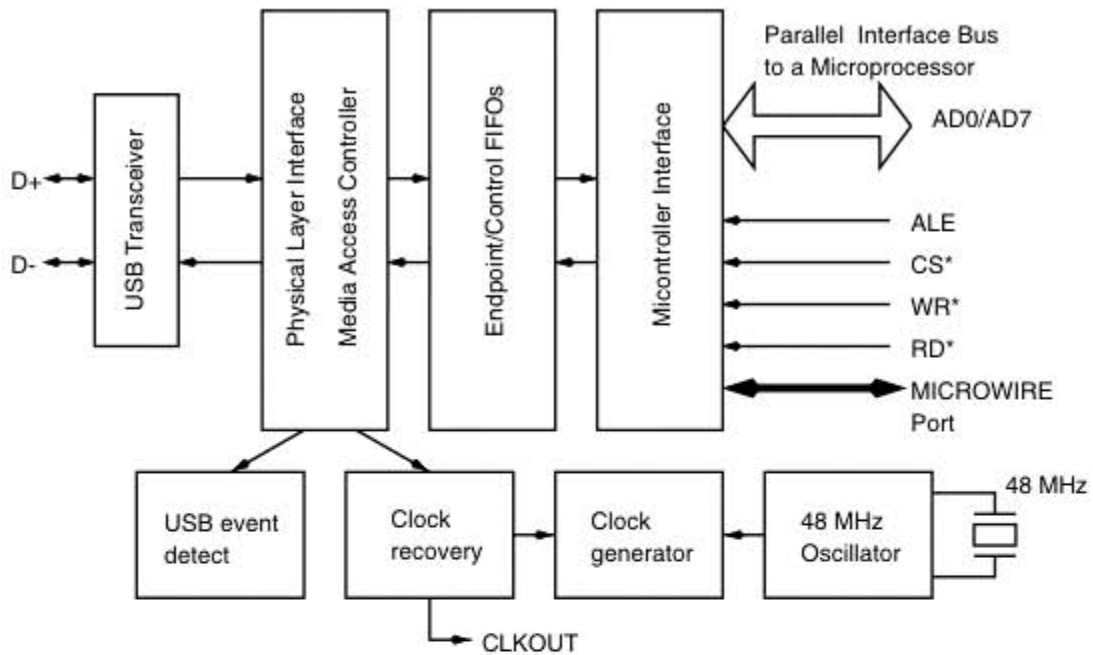 Parallel Interface Bus
to a Microprocessor
AD0/AD7
D+
D-
USB Transceiver
Physical Layer Interface
Media Access Controller
Endpoint/Control FIFOs
Micontroller Interface
ALE
CS*
WR*
RD*
MICROWIRE
Port
USB event
detect
Clock
recovery
Clock
generator
48 MHz
Oscillator
48 MHz
CLKOUT